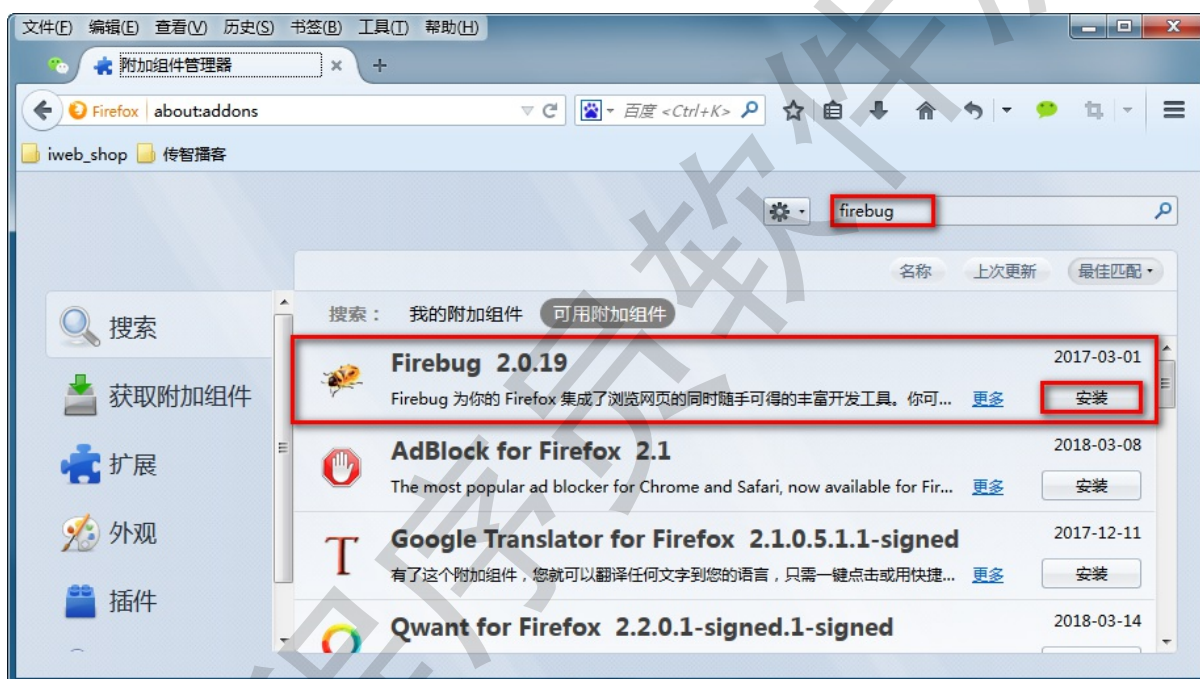 文件(F) 编辑(E) 查看(V) 历史(S) 书签(B) 工具(T) 帮助(H)
附加组件管理器
Firefox about:addons 百度 <Ctrl+K>
iweb_shop 传智播客
firebug
名称 上次更新 最佳匹配
搜索： 我的附加组件 可用附加组件
搜索
获取附加组件
扩展
外观
插件
Firebug 2.0.19 2017-03-01
Firebug 为你的 Firefox 集成了浏览网页的同时随手可得的丰富开发工具。你可... 更多 安装
AdBlock for Firefox 2.1 2018-03-08
The most popular ad blocker for Chrome and Safari, now available for Fir... 更多 安装
Google Translator for Firefox 2.1.0.5.1.1-signed 2017-12-11
有了这个附加组件，您就可以翻译任何文字到您的语言，只需一键点击或用快捷... 更多 安装
Qwant for Firefox 2.2.0.1-signed.1-signed 2018-03-14
程序员软件